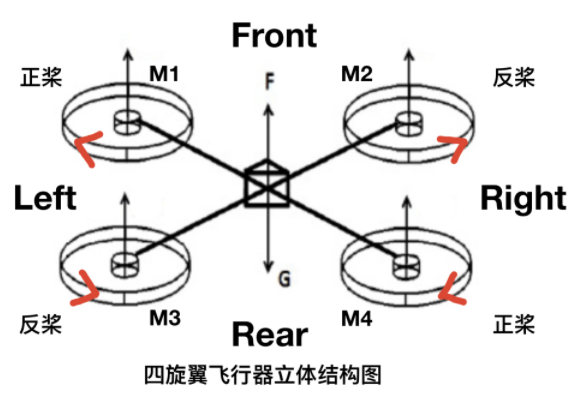 Front
正桨 M1 F M2 反桨
Left Right
G
反桨 M3 M4 正桨
Rear
四旋翼飞行器立体结构图